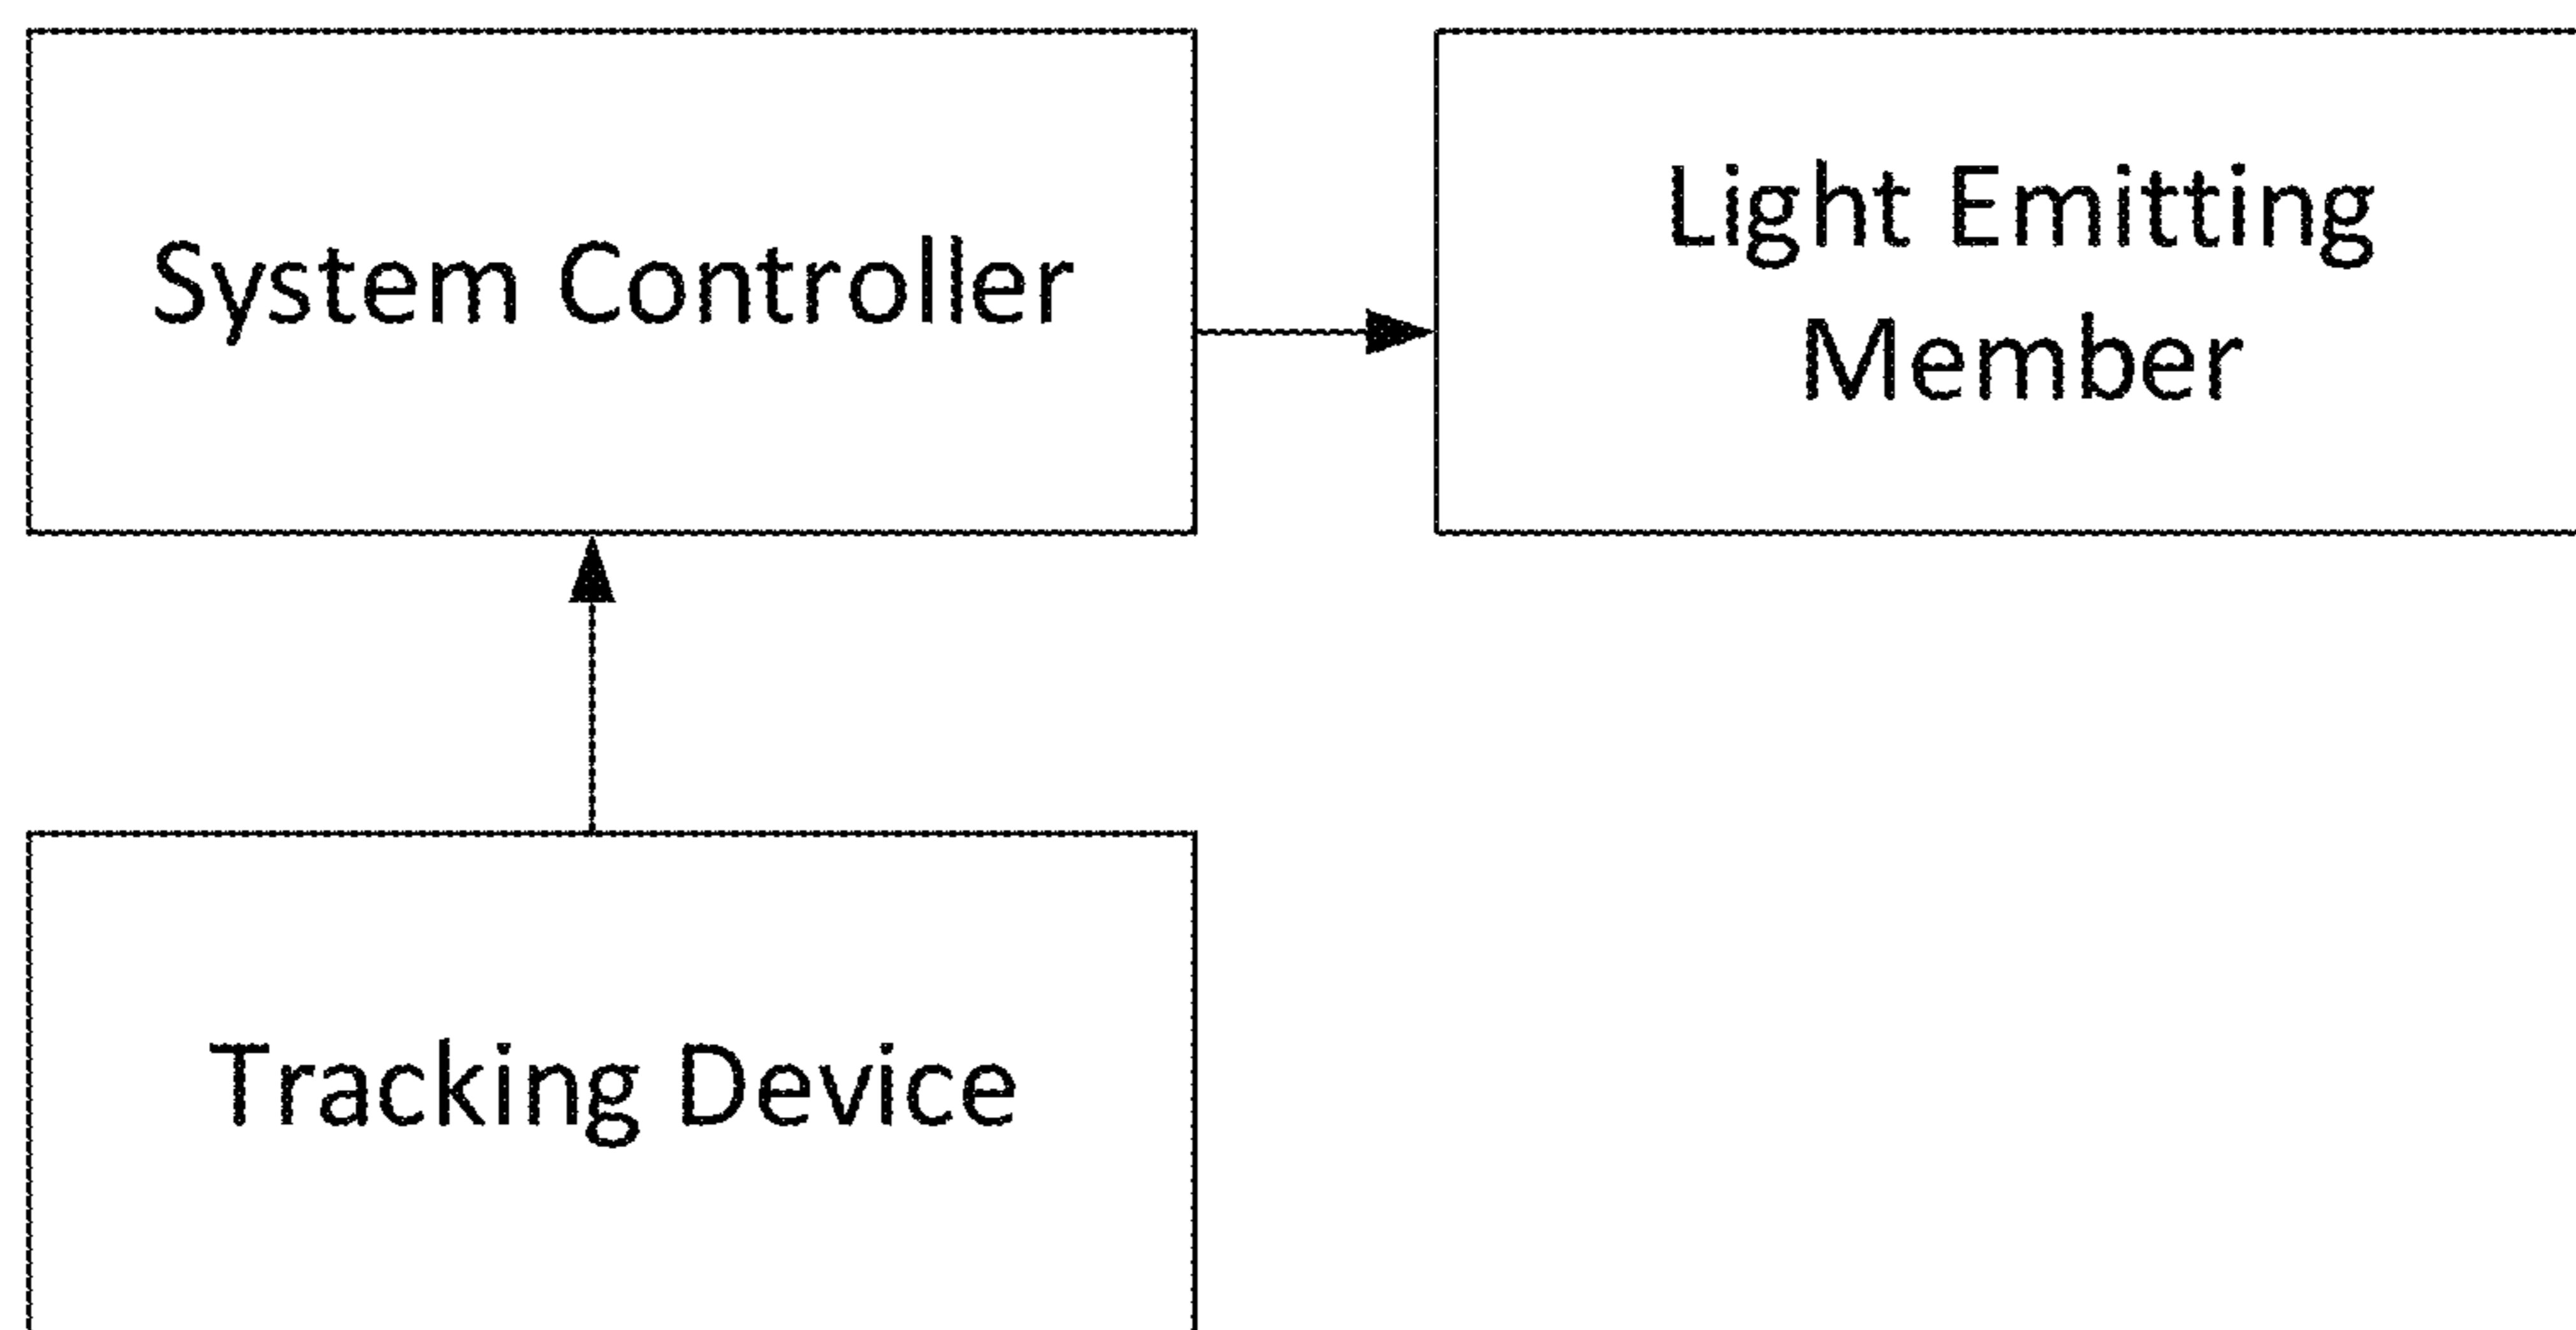 System Controller
Light Emitting
Member
Tracking Device